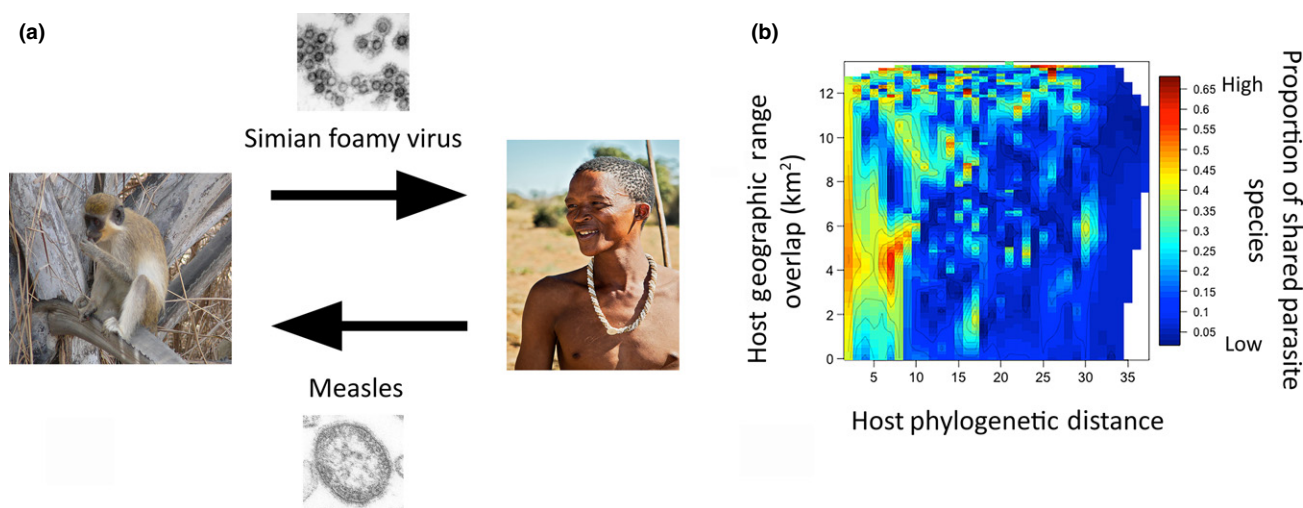 (a)
Simian foamy virus
Measles
(b)
Host geographic range
overlap (km²)
12
10
8
6
4
2
0
5
10
15
20
25
30
35
Host phylogenetic distance
High
0.65
0.6
0.55
0.5
0.45
0.4
0.35
0.3
0.25
0.2
0.15
0.1
0.05
Low
Proportion of shared parasite
species